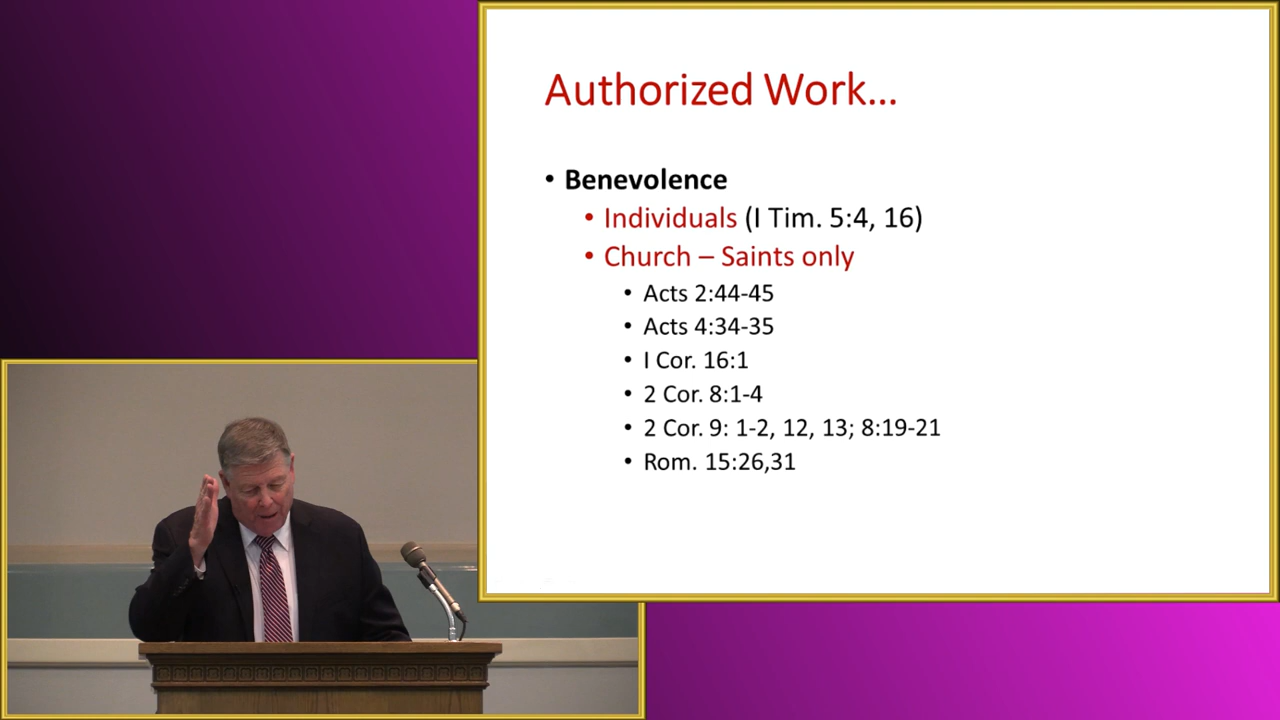 Authorized Work...
• Benevolence
• Individuals (I Tim. 5:4, 16)
• Church – Saints only
• Acts 2:44-45
• Acts 4:34-35
• I Cor. 16:1
• 2 Cor. 8:1-4
• 2 Cor. 9: 1-2, 12, 13; 8:19-21
• Rom. 15:26,31